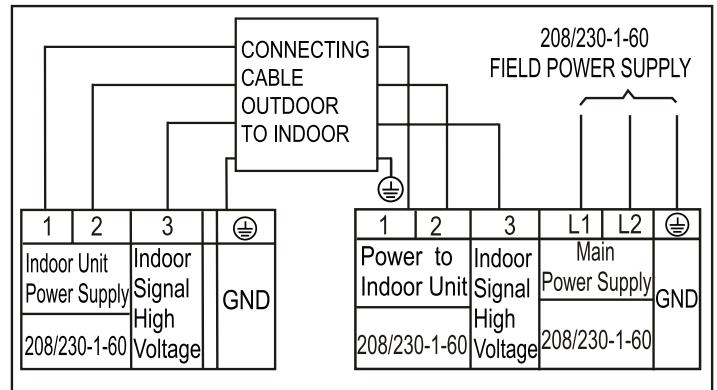 CONNECTING
CABLE
OUTDOOR
TO INDOOR
208/230-1-60
FIELD POWER SUPPLY
1 2 3
Indoor Unit
Power Supply
208/230-1-60
Indoor
Signal
High
Voltage
GND
1 2 3 L1 L2
Power to
Indoor Unit
208/230-1-60
Indoor
Signal
High
Voltage
Main
Power Supply
208/230-1-60
GND